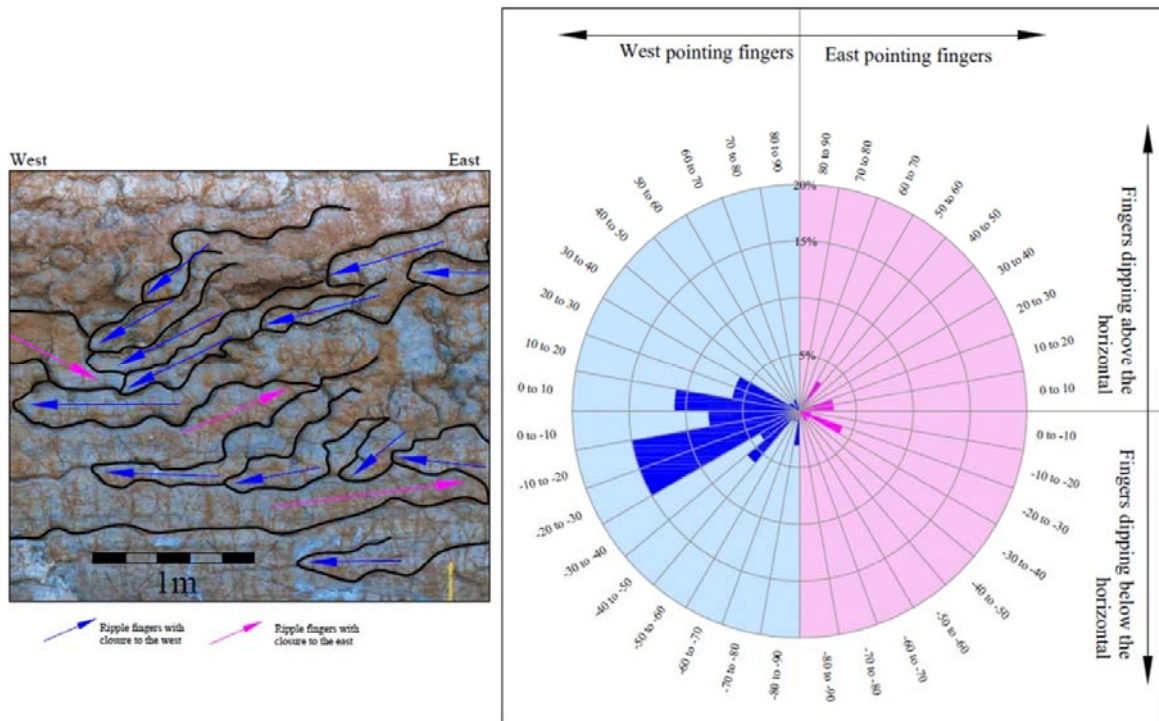 West
East
1m
Ripple fingers with
closure to the west
Ripple fingers with
closure to the east
West pointing fingers
East pointing fingers
80 to 90
70 to 80
60 to 70
50 to 60
40 to 50
30 to 40
20 to 30
10 to 20
0 to 10
0 to -10
-10 to -20
-20 to -30
-30 to -40
-40 to -50
-50 to -60
-60 to -70
-70 to -80
-80 to -90
80 to 90
70 to 80
60 to 70
50 to 60
40 to 50
30 to 40
20 to 30
10 to 20
0 to 10
0 to -10
-10 to -20
-20 to -30
-30 to -40
-40 to -50
-50 to -60
-60 to -70
-70 to -80
-80 to -90
20%
15%
5%
Fingers dipping above the
horizontal
Fingers dipping below the
horizontal